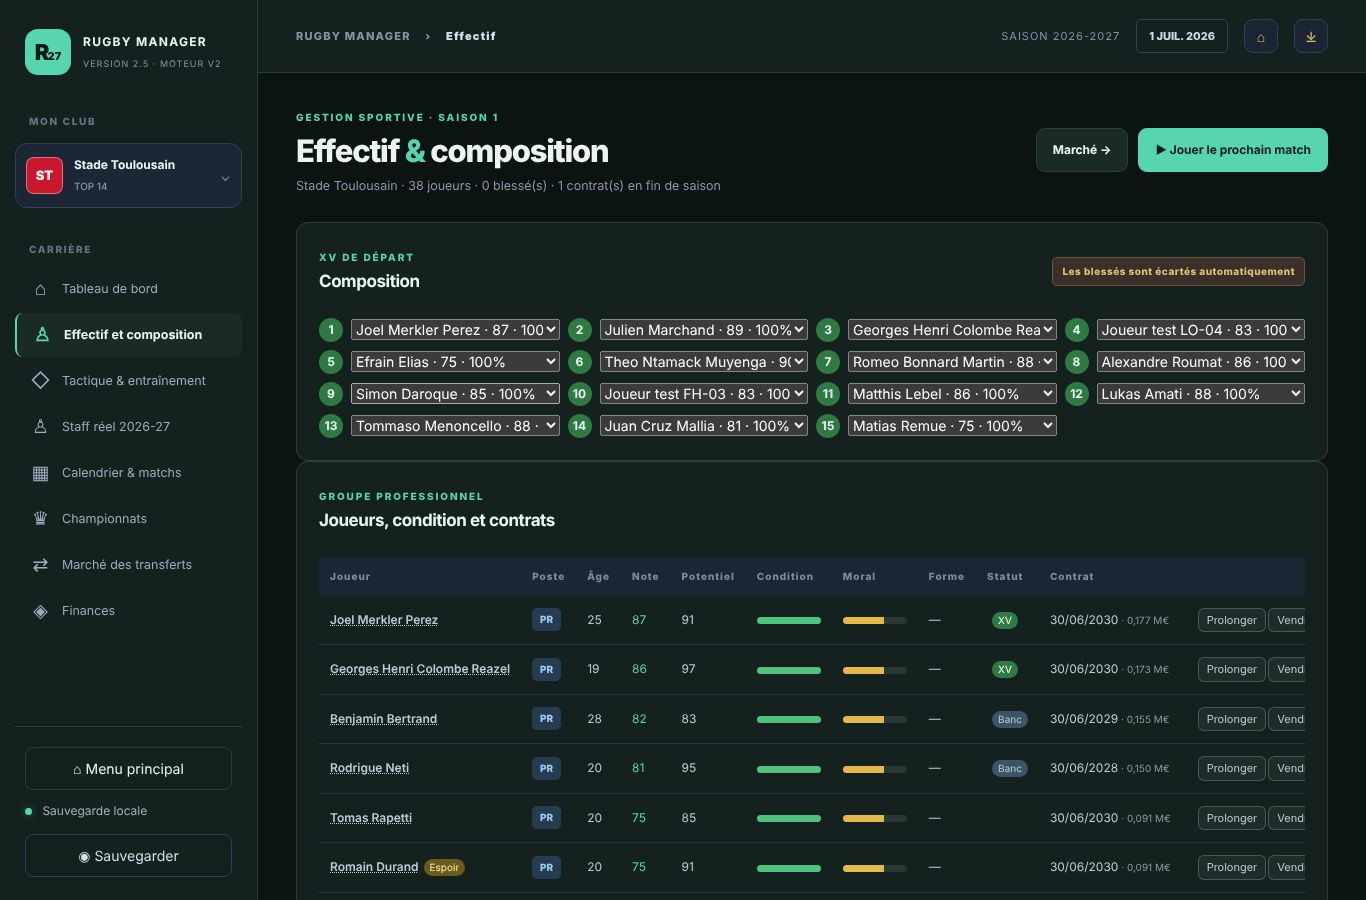 R27
RUGBY MANAGER
VERSION 2.5 · MOTEUR V2
MON CLUB
ST
Stade Toulousain
TOP 14
CARRIÈRE
Tableau de bord
Effectif et composition
Tactique & entraînement
Staff réel 2026-27
Calendrier & matchs
Championnats
Marché des transferts
Finances
⌂ Menu principal
Sauvegarde locale
◉ Sauvegarder
RUGBY MANAGER › Effectif
SAISON 2026-2027
1 JUIL. 2026
GESTION SPORTIVE · SAISON 1
Effectif & composition
Stade Toulousain · 38 joueurs · 0 blessé(s) · 1 contrat(s) en fin de saison
Marché →
▶ Jouer le prochain match
XV DE DÉPART
Composition
Les blessés sont écartés automatiquement
1 Joel Merkler Perez · 87 · 100
2 Julien Marchand · 89 · 100%
3 Georges Henri Colombe Rea
4 Joueur test LO-04 · 83 · 100
5 Efrain Elias · 75 · 100%
6 Theo Ntamack Muyenga · 90
7 Romeo Bonnard Martin · 88 ·
8 Alexandre Roumat · 86 · 100
9 Simon Daroque · 85 · 100%
10 Joueur test FH-03 · 83 · 100
11 Matthis Lebel · 86 · 100%
12 Lukas Amati · 88 · 100%
13 Tommaso Menoncello · 88 ·
14 Juan Cruz Mallia · 81 · 100%
15 Matias Remue · 75 · 100%
GROUPE PROFESSIONNEL
Joueurs, condition et contrats
Joueur Poste Âge Note Potentiel Condition Moral Forme Statut Contrat
Joel Merkler Perez PR 25 87 91 — XV 30/06/2030 · 0,177 M€ Prolonger Vend
Georges Henri Colombe Reazel PR 19 86 97 — XV 30/06/2030 · 0,173 M€ Prolonger Vend
Benjamin Bertrand PR 28 82 83 — Banc 30/06/2029 · 0,155 M€ Prolonger Vend
Rodrigue Neti PR 20 81 95 — Banc 30/06/2028 · 0,150 M€ Prolonger Vend
Tomas Rapetti PR 20 75 85 — 30/06/2030 · 0,091 M€ Prolonger Vend
Romain Durand Espoir PR 20 75 91 — 30/06/2030 · 0,091 M€ Prolonger Vend